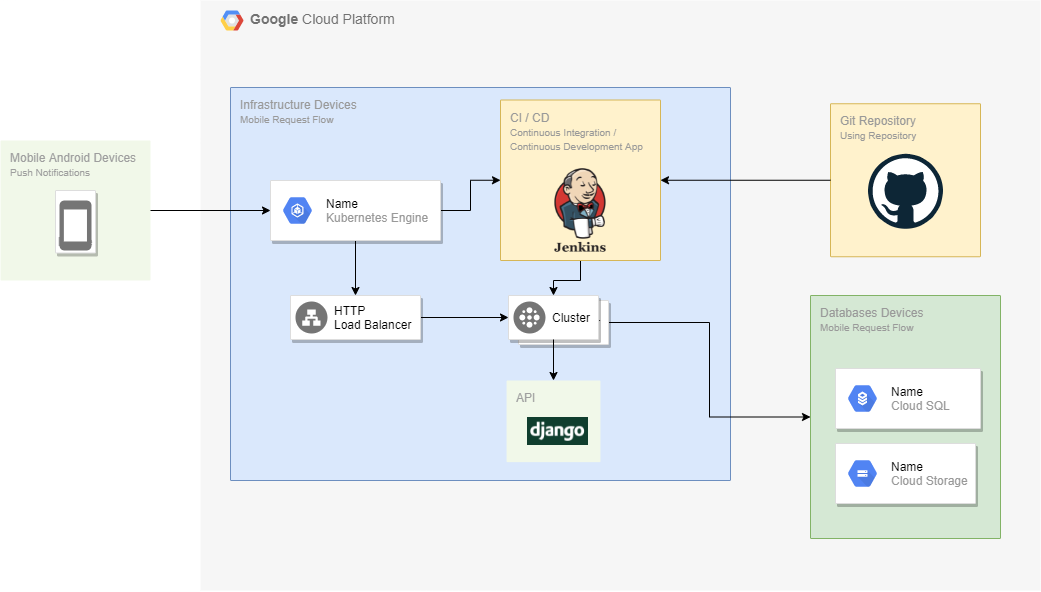 Google Cloud Platform
Infrastructure Devices
Mobile Request Flow
CI / CD
Continuous Integration /
Continuous Development App
Jenkins
Git Repository
Using Repository
Mobile Android Devices
Push Notifications
Name
Kubernetes Engine
HTTP
Load Balancer
Cluster
API
django
Databases Devices
Mobile Request Flow
Name
Cloud SQL
Name
Cloud Storage